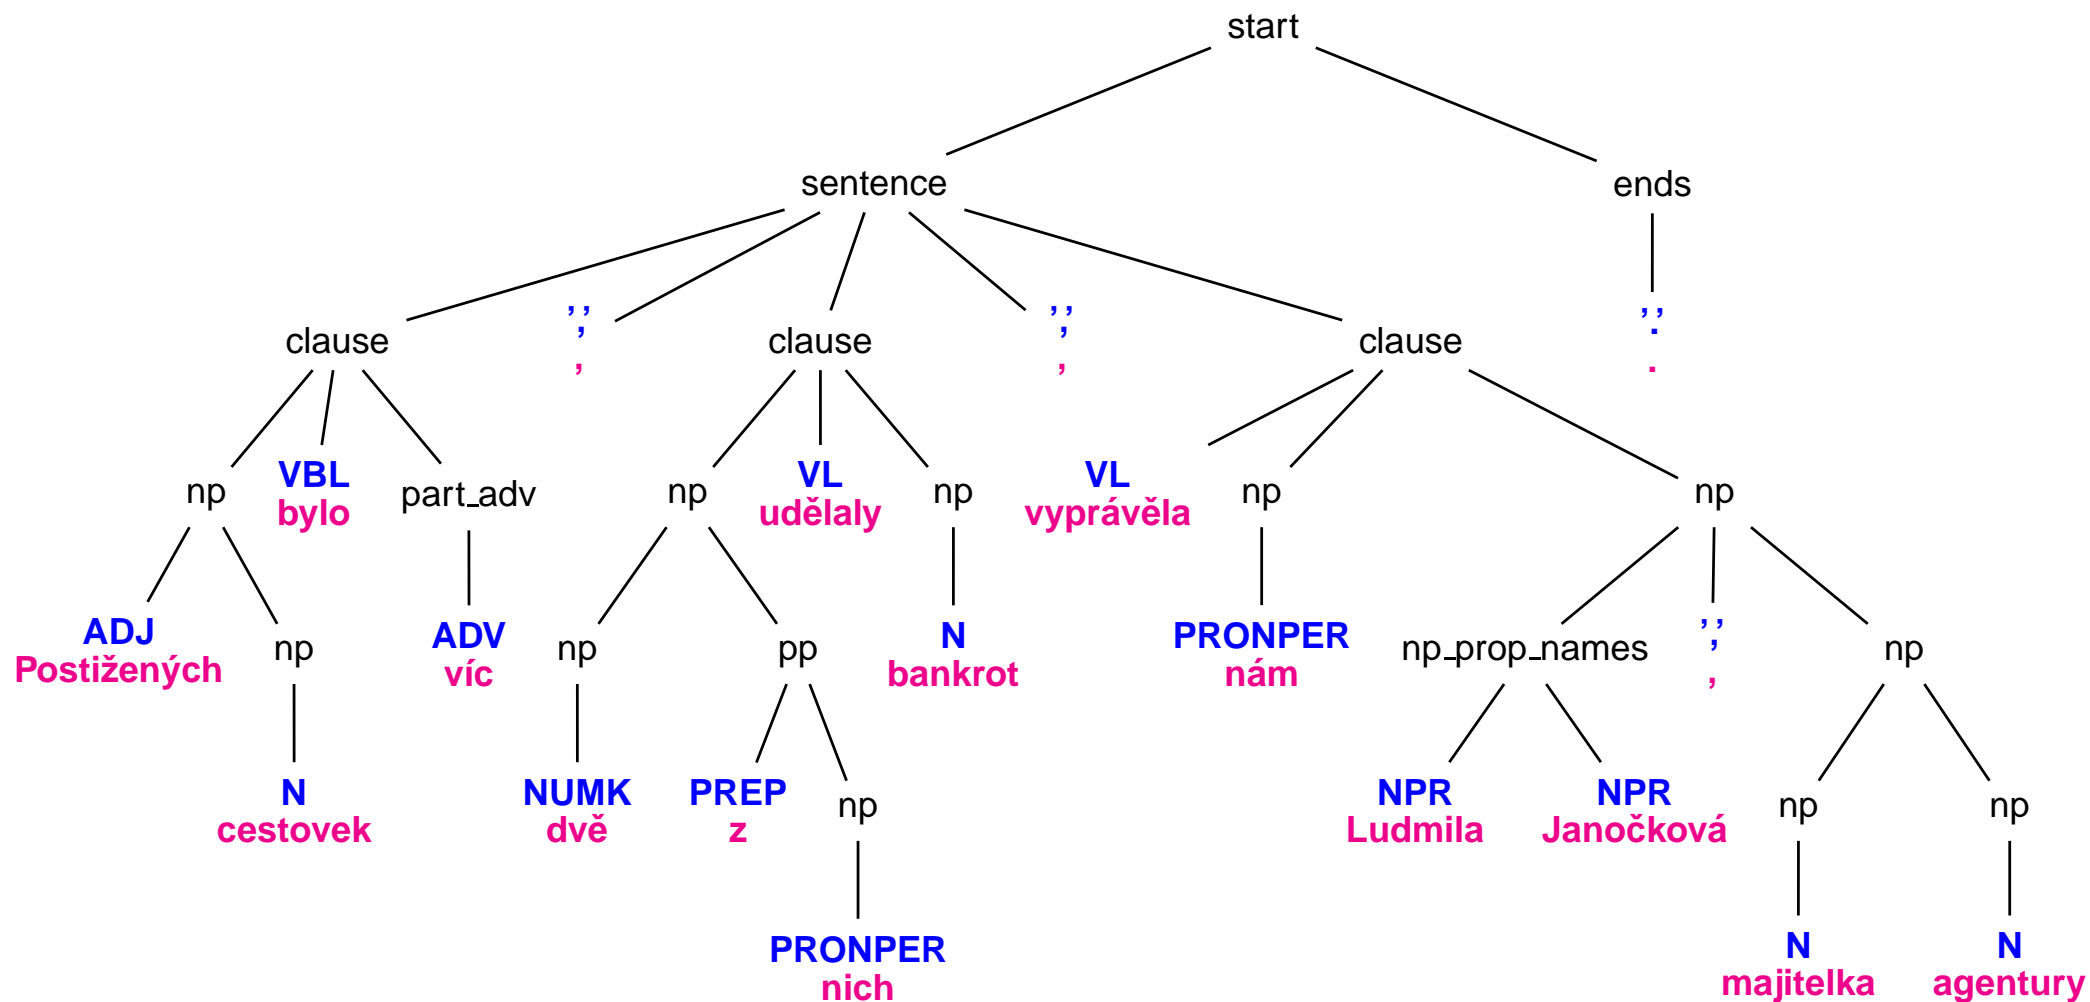 start
sentence ends
clause ',' clause ',' clause '.'
, , .
np VBL part_adv np VL np VL np np
bylo udělaly vyprávěla
ADJ np ADV np pp N PRONPER np_prop_names ',' np
Postižených víc bankrot nám ,
N NUMK PREP np NPR NPR np np
cestovek dvě z Ludmila Janočková
PRONPER N N
nich majitelka agentury